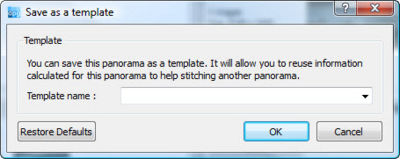 Save as a template
Template
You can save this panorama as a template. It will allow you to reuse information
calculated for this panorama to help stitching another panorama.
Template name :
Restore Defaults
OK
Cancel